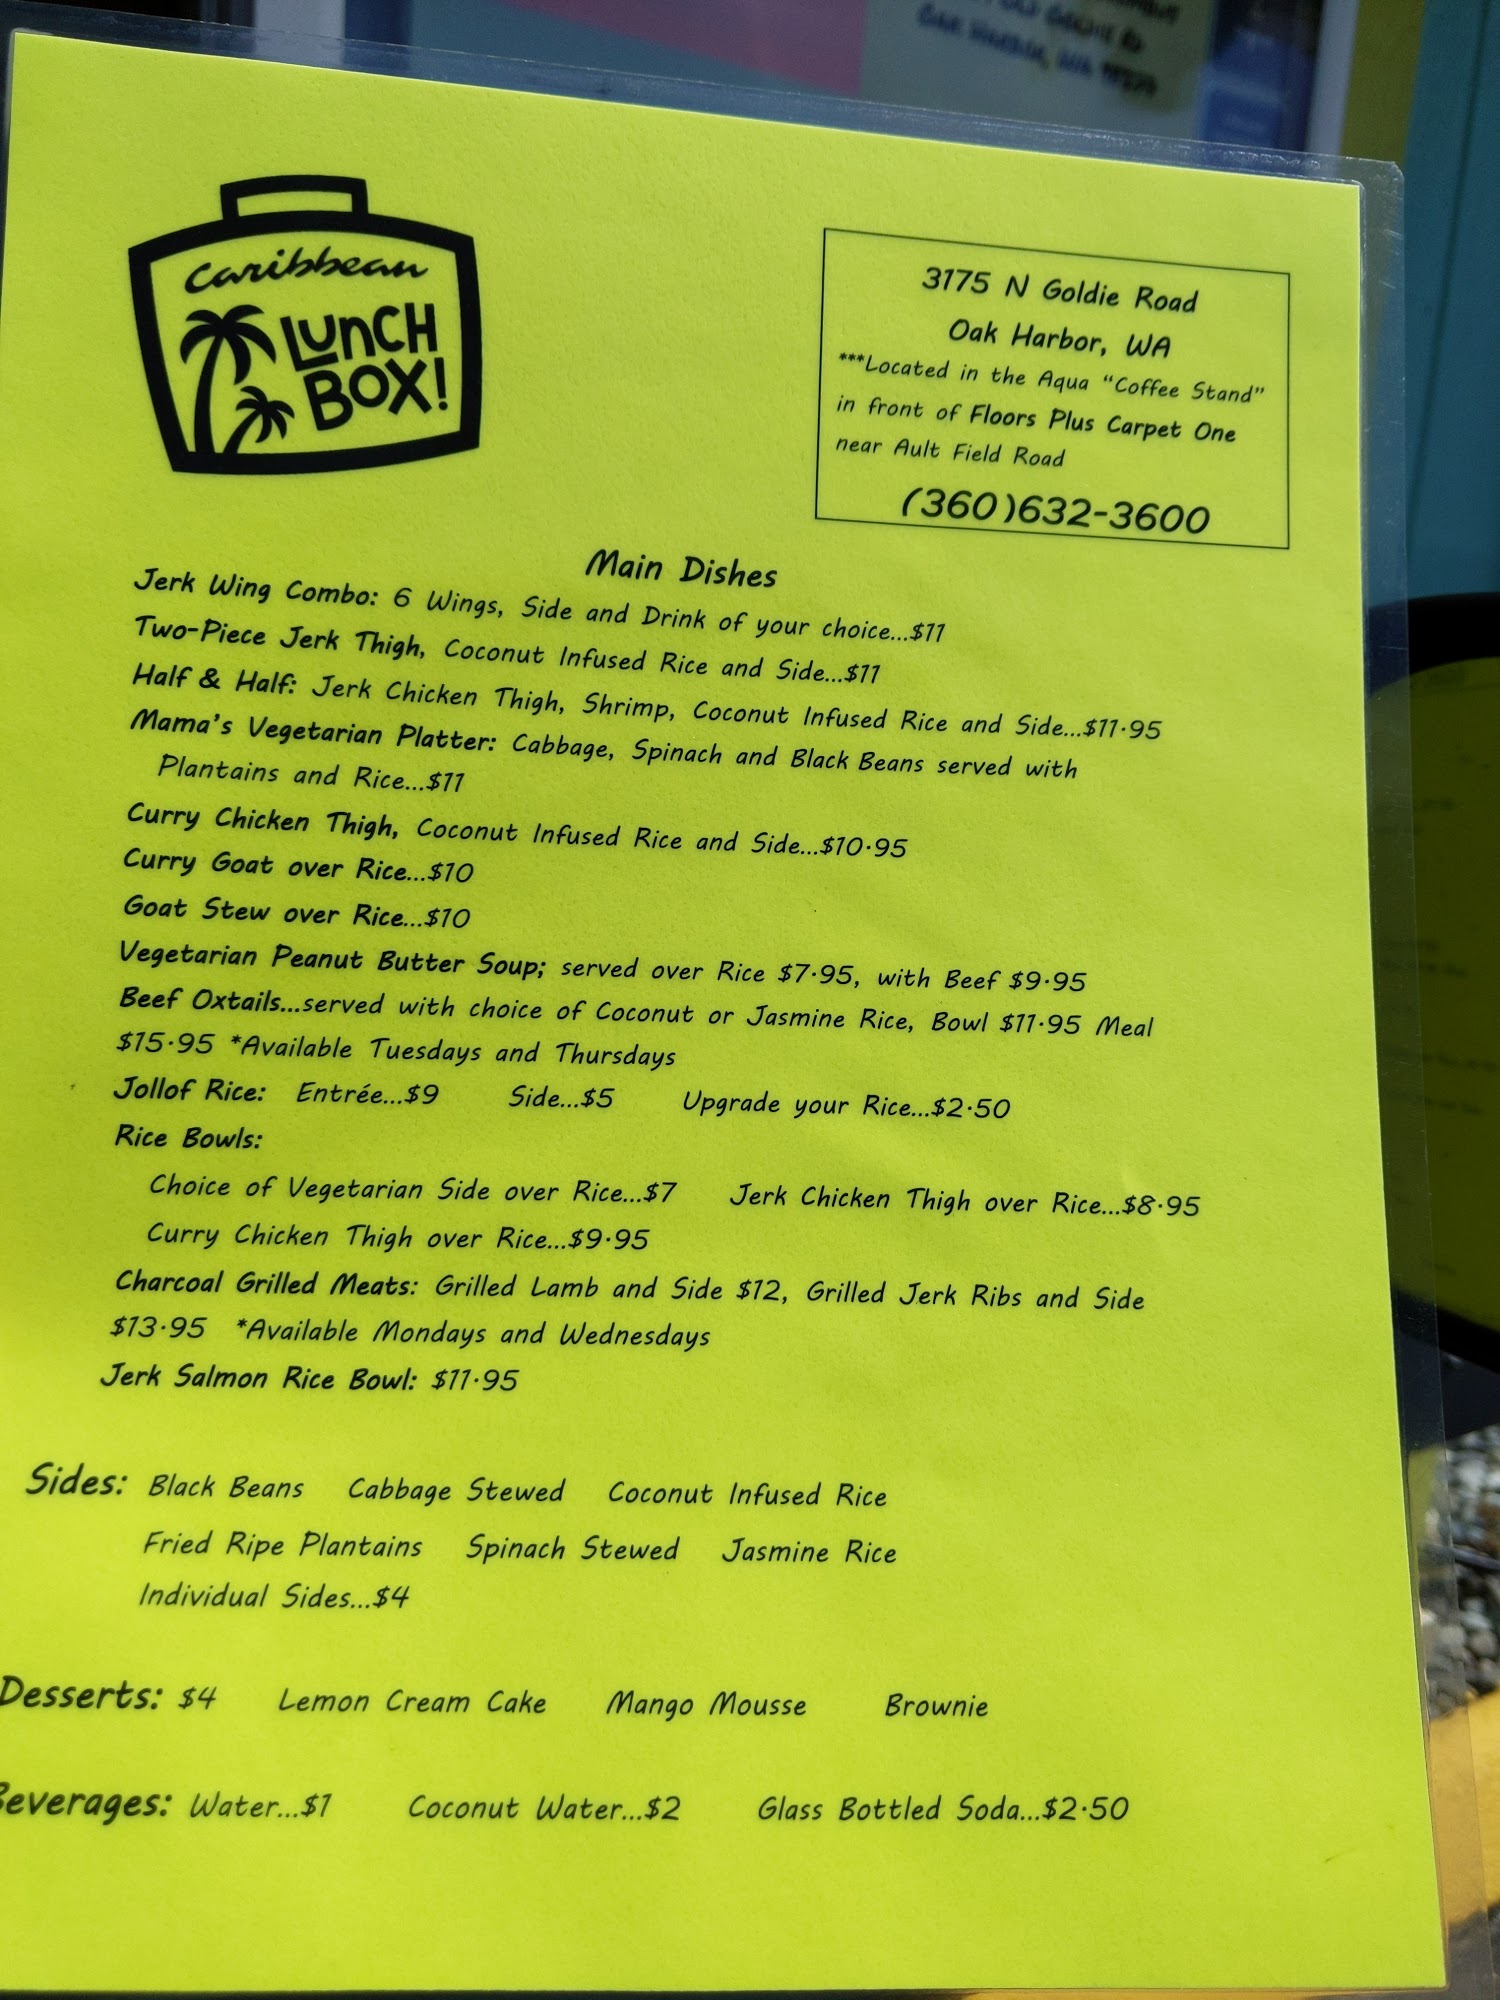 Oak Harbor, WA
Caribbean
LUNCH
BOX!
3175 N Goldie Road
Oak Harbor, WA
***Located in the Aqua "Coffee Stand"
in front of Floors Plus Carpet One
near Ault Field Road
(360)632-3600
Main Dishes
Jerk Wing Combo: 6 Wings, Side and Drink of your choice...$11
Two-Piece Jerk Thigh, Coconut Infused Rice and Side...$11
Half & Half: Jerk Chicken Thigh, Shrimp, Coconut Infused Rice and Side...$11.95
Mama's Vegetarian Platter: Cabbage, Spinach and Black Beans served with
Plantains and Rice...$11
Curry Chicken Thigh, Coconut Infused Rice and Side...$10.95
Curry Goat over Rice...$10
Goat Stew over Rice...$10
Vegetarian Peanut Butter Soup; served over Rice $7.95, with Beef $9.95
Beef Oxtails...served with choice of Coconut or Jasmine Rice, Bowl $11.95 Meal
$15.95 *Available Tuesdays and Thursdays
Jollof Rice: Entrée...$9 Side...$5 Upgrade your Rice...$2.50
Rice Bowls:
Choice of Vegetarian Side over Rice...$7 Jerk Chicken Thigh over Rice...$8.95
Curry Chicken Thigh over Rice...$9.95
Charcoal Grilled Meats: Grilled Lamb and Side $12, Grilled Jerk Ribs and Side
$13.95 *Available Mondays and Wednesdays
Jerk Salmon Rice Bowl: $11.95
Sides: Black Beans Cabbage Stewed Coconut Infused Rice
Fried Ripe Plantains Spinach Stewed Jasmine Rice
Individual Sides...$4
Desserts: $4 Lemon Cream Cake Mango Mousse Brownie
Beverages: Water...$1 Coconut Water...$2 Glass Bottled Soda...$2.50